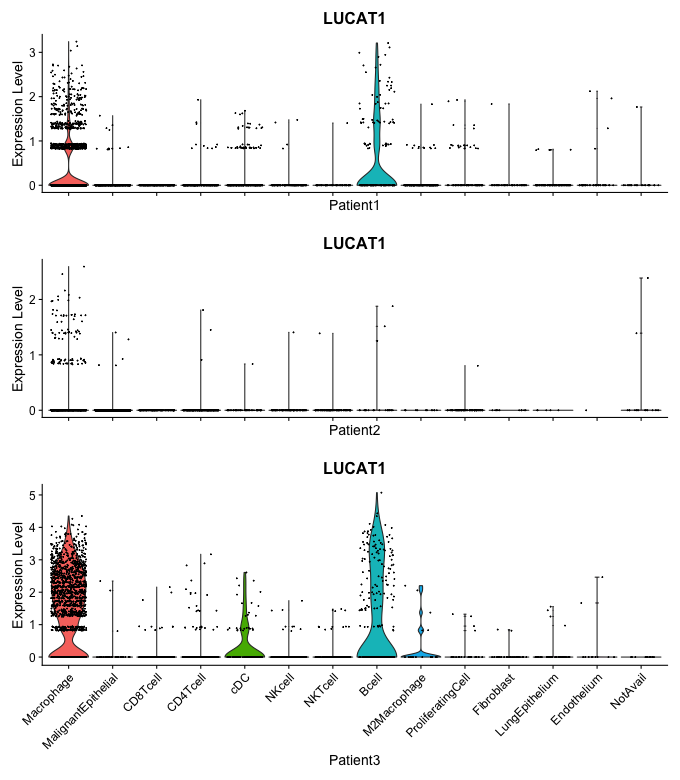 LUCAT1
Expression Level
3
2
1
0
Patient1
LUCAT1
Expression Level
2
1
0
Patient2
LUCAT1
Expression Level
5
4
3
2
1
0
Macrophage
MalignantEpithelial
CD8Tcell
CD4Tcell
cDC
NKcell
NKTcell
Bcell
M2Macrophage
ProliferatingCell
Fibroblast
LungEpithelium
Endothelium
NotAvail
Patient3